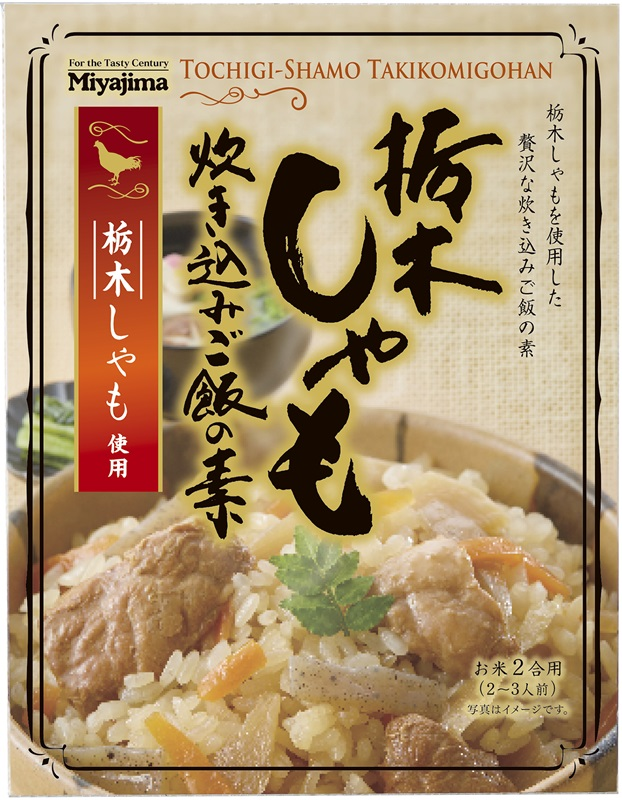 For the Tasty Century
Miyajima
TOCHIGI-SHAMO TAKIKOMIGOHAN
栃木しゃもを使用した
贅沢な炊き込みご飯の素
栃木
しゃも
炊き込みご飯の素
栃木しゃも使用
お米2合用
(2～3人前)
写真はイメージです。